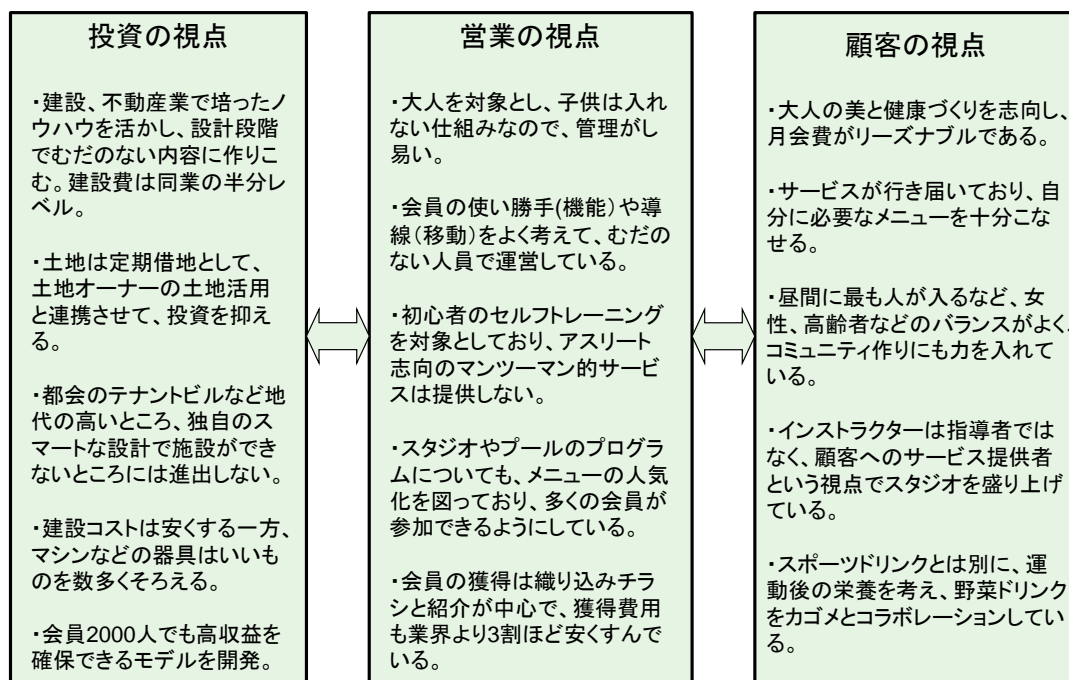 投資の視点
・建設、不動産業で培ったノ
ウハウを活かし、設計段階
でむだのない内容に作りこ
む。建設費は同業の半分レ
ベル。
・土地は定期借地として、
土地オーナーの土地活用
と連携させて、投資を抑え
る。
・都会のテナントビルなど地
代の高いところ、独自のス
マートな設計で施設ができ
ないところには進出しない。
・建設コストは安くする一方、
マシンなどの器具はいいも
のを数多くそろえる。
・会員2000人でも高収益を
確保できるモデルを開発。
営業の視点
・大人を対象とし、子供は入れ
ない仕組みなので、管理がし
易い。
・会員の使い勝手(機能）や導
線（移動）をよく考えて、むだの
ない人員で運営している。
・初心者のセルフトレーニング
を対象としており、アスリート
志向のマンツーマン的サービ
スは提供しない。
・スタジオやプールのプログラ
ムについても、メニューの人気
化を図っており、多くの会員が
参加できるようにしている。
・会員の獲得は織り込みチラ
シと紹介が中心で、獲得費用
も業界より3割ほど安くすんで
いる。
顧客の視点
・大人の美と健康づくりを志向し、
月会費がリーズナブルである。
・サービスが行き届いており、自
分に必要なメニューを十分こな
せる。
・昼間に最も人が入るなど、女
性、高齢者などのバランスがよく、
コミュニティ作りにも力を入れて
いる。
・インストラクターは指導者では
なく、顧客へのサービス提供者
という視点でスタジオを盛り上げ
ている。
・スポーツドリンクとは別に、運
動後の栄養を考え、野菜ドリンク
をカゴメとコラボレーションしてい
る。